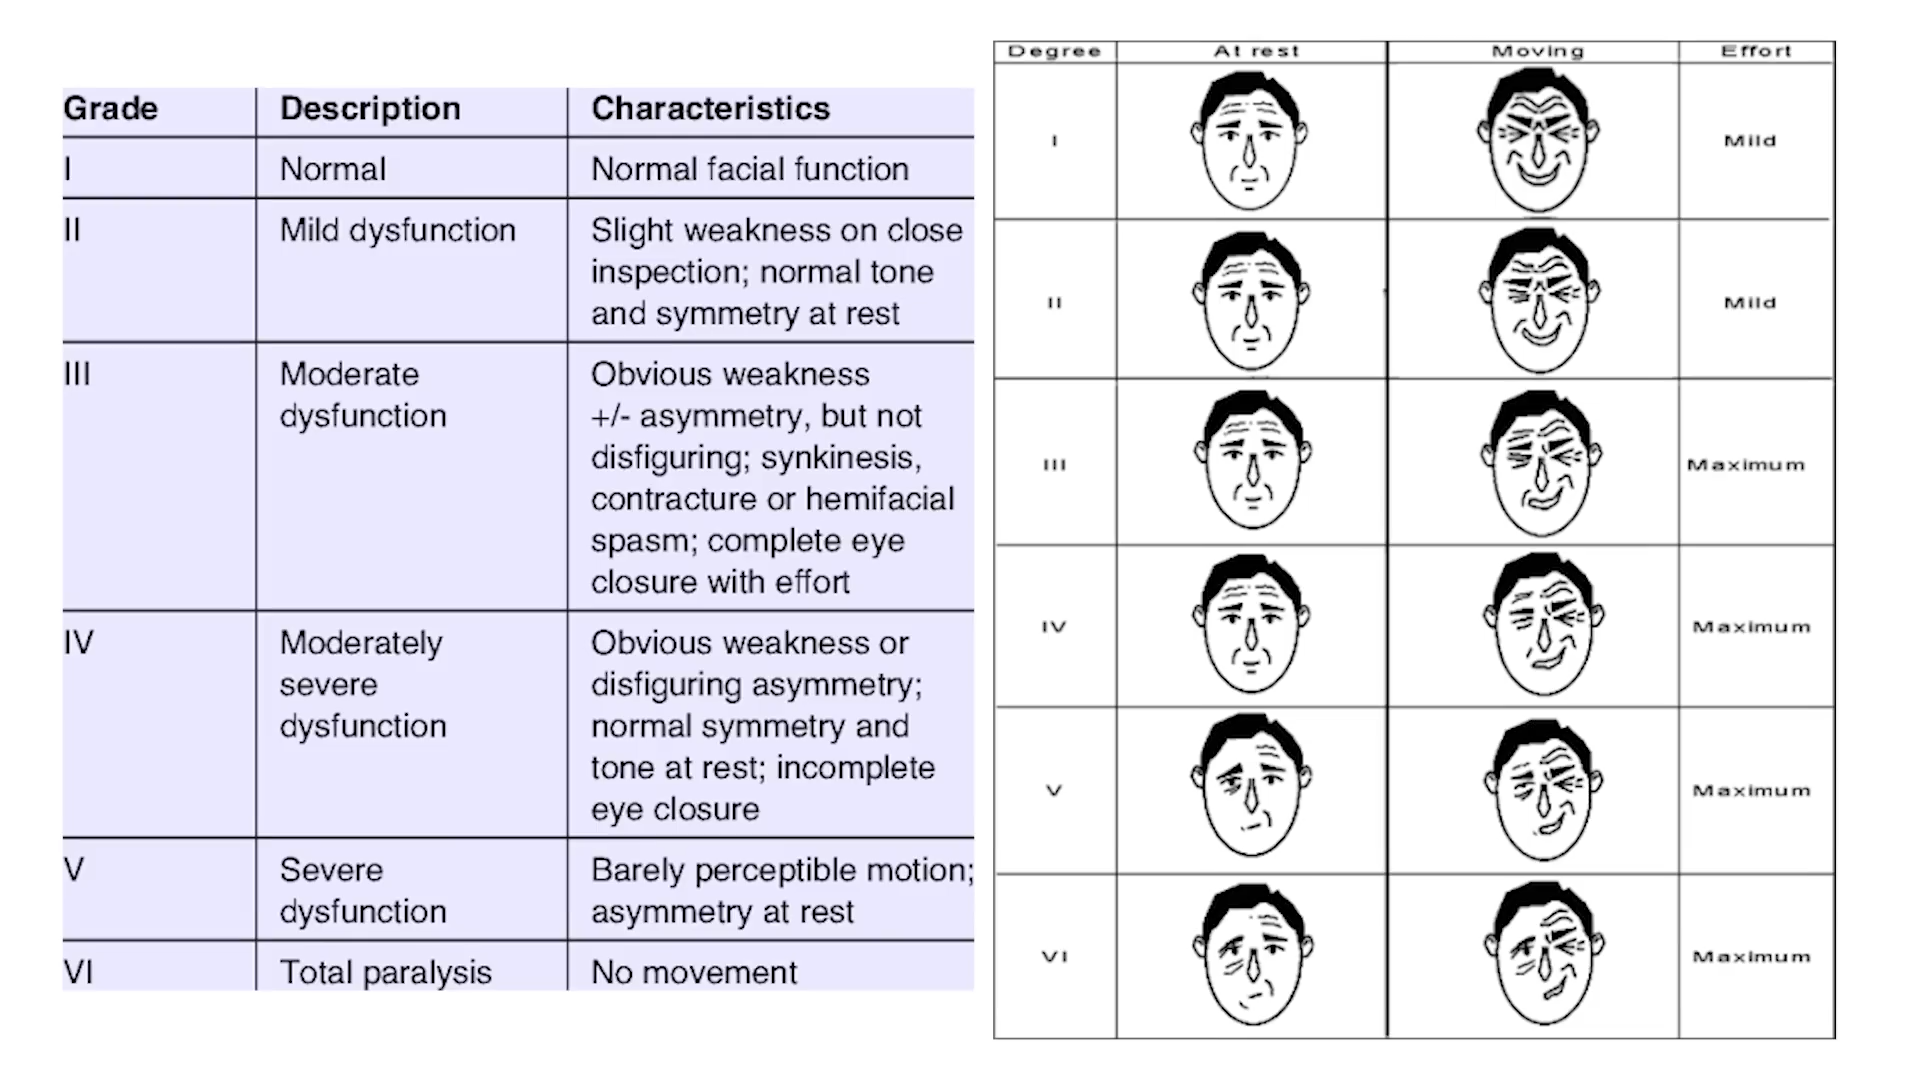 Grade Description Characteristics
I Normal Normal facial function
II Mild dysfunction Slight weakness on close
inspection; normal tone
and symmetry at rest
III Moderate Obvious weakness
dysfunction +/- asymmetry, but not
disfiguring; synkinesis,
contracture or hemifacial
spasm; complete eye
closure with effort
IV Moderately Obvious weakness or
severe disfiguring asymmetry;
dysfunction normal symmetry and
tone at rest; incomplete
eye closure
V Severe Barely perceptible motion;
dysfunction asymmetry at rest
VI Total paralysis No movement
Degree At rest Moving Effort
I Mild
II Mild
III Maximum
IV Maximum
V Maximum
VI Maximum